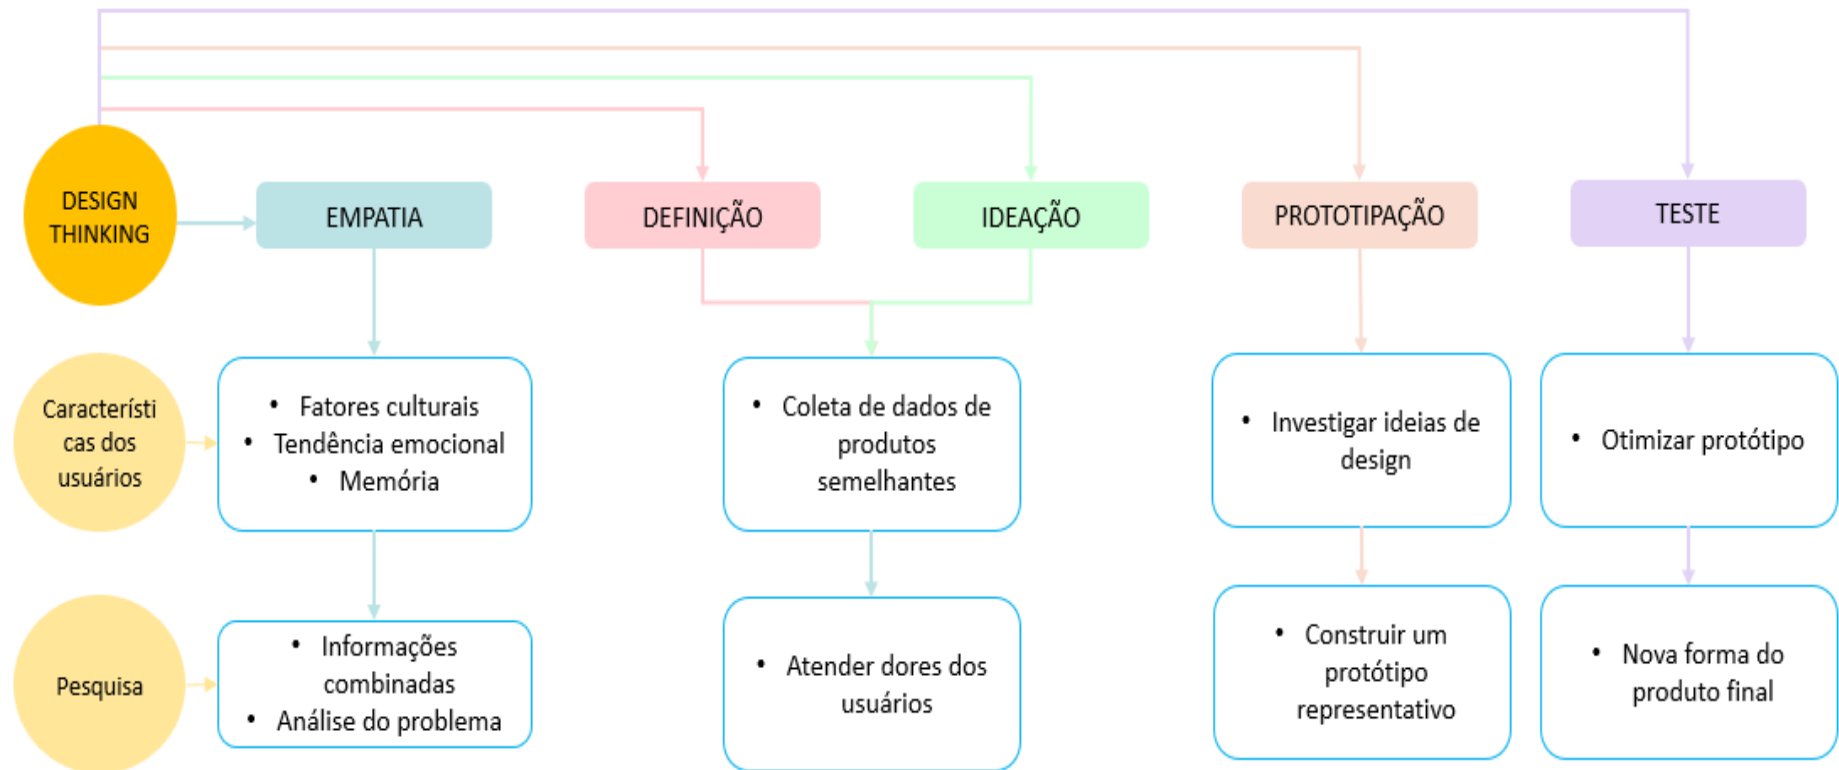 DESIGN
THINKING
EMPATIA
DEFINIÇÃO
IDEAÇÃO
PROTOTIPAÇÃO
TESTE
Característi
cas dos
usuários
• Fatores culturais
• Tendência emocional
• Memória
• Coleta de dados de
produtos
semelhantes
• Investigar ideias de
design
• Otimizar protótipo
Pesquisa
• Informações
combinadas
• Análise do problema
• Atender dores dos
usuários
• Construir um
protótipo
representativo
• Nova forma do
produto final